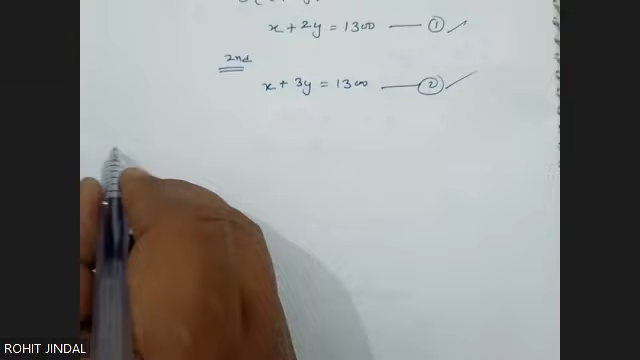 x + 2y = 1300 —— ①
2nd
x + 3y = 1300 —— ②
ROHIT JINDAL